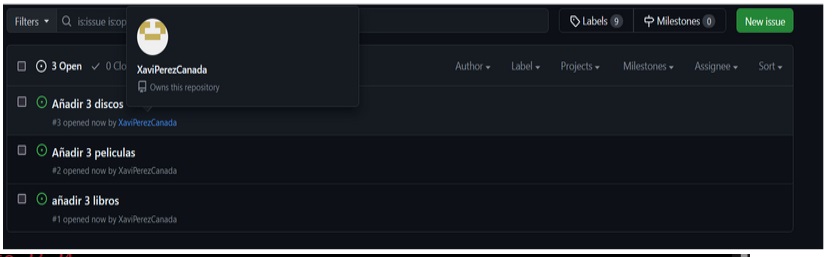 Filters is:issue is:op Labels 9 Milestones 0 New issue
XaviPerezCanada
Owns this repository
3 Open 0 Clo Author Label Projects Milestones Assignee Sort
Añadir 3 discos
#3 opened now by XaviPerezCanada
Añadir 3 peliculas
#2 opened now by XaviPerezCanada
añadir 3 libros
#1 opened now by XaviPerezCanada